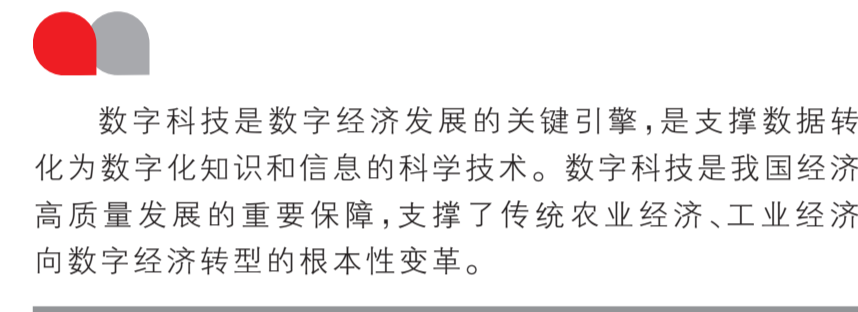 数字科技是数字经济发展的关键引擎,是支撑数据转
化为数字化知识和信息的科学技术。数字科技是我国经济
高质量发展的重要保障,支撑了传统农业经济、工业经济
向数字经济转型的根本性变革。